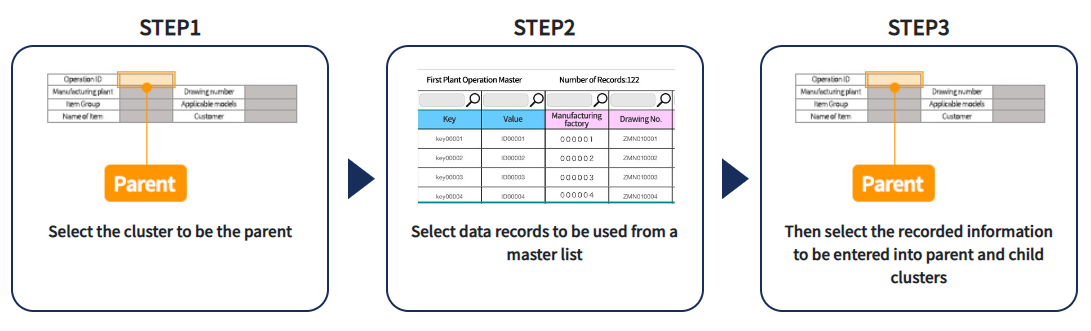 STEP1
Operation ID
Manufacturing plant Drawing number
Item Group Applicable models
Name of Item Customer
Parent
Select the cluster to be the parent
STEP2
First Plant Operation Master Number of Records:122
Key Value Manufacturing factory Drawing No.
key00001 ID00001 000001 ZMN010001
key00002 ID00002 000002 ZMN010002
key00003 ID00003 000003 ZMN010003
key00004 ID00004 000004 ZMN010004
Select data records to be used from a
master list
STEP3
Operation ID
Manufacturing plant Drawing number
Item Group Applicable models
Name of Item Customer
Parent
Then select the recorded information
to be entered into parent and child
clusters